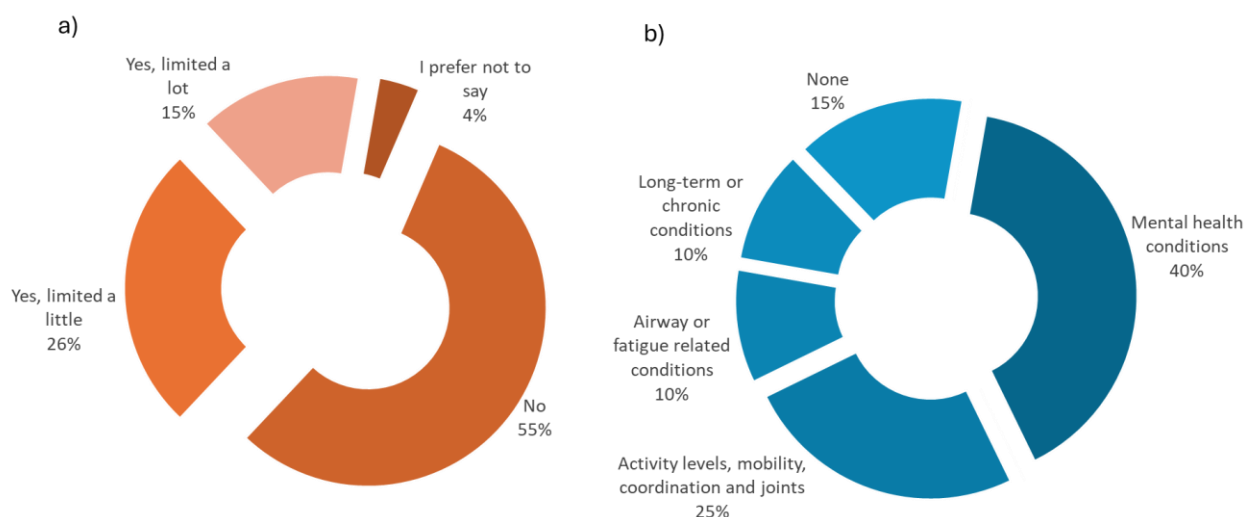 a)
Yes, limited a
lot
15%
I prefer not to
say
4%
Yes, limited a
little
26%
No
55%
b)
None
15%
Long-term or
chronic
conditions
10%
Mental health
conditions
40%
Airway or
fatigue related
conditions
10%
Activity levels, mobility,
coordination and joints
25%